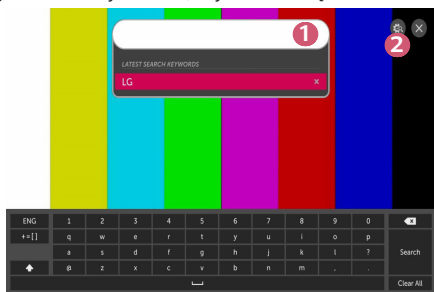 1
2
LATEST SEARCH KEYWORDS
LG x
ENG 1 2 3 4 5 6 7 8 9 0
+=[] q w e r t y u i o p
a s d f g h j k l ? Search
@ z x c v b n m , .
Clear All